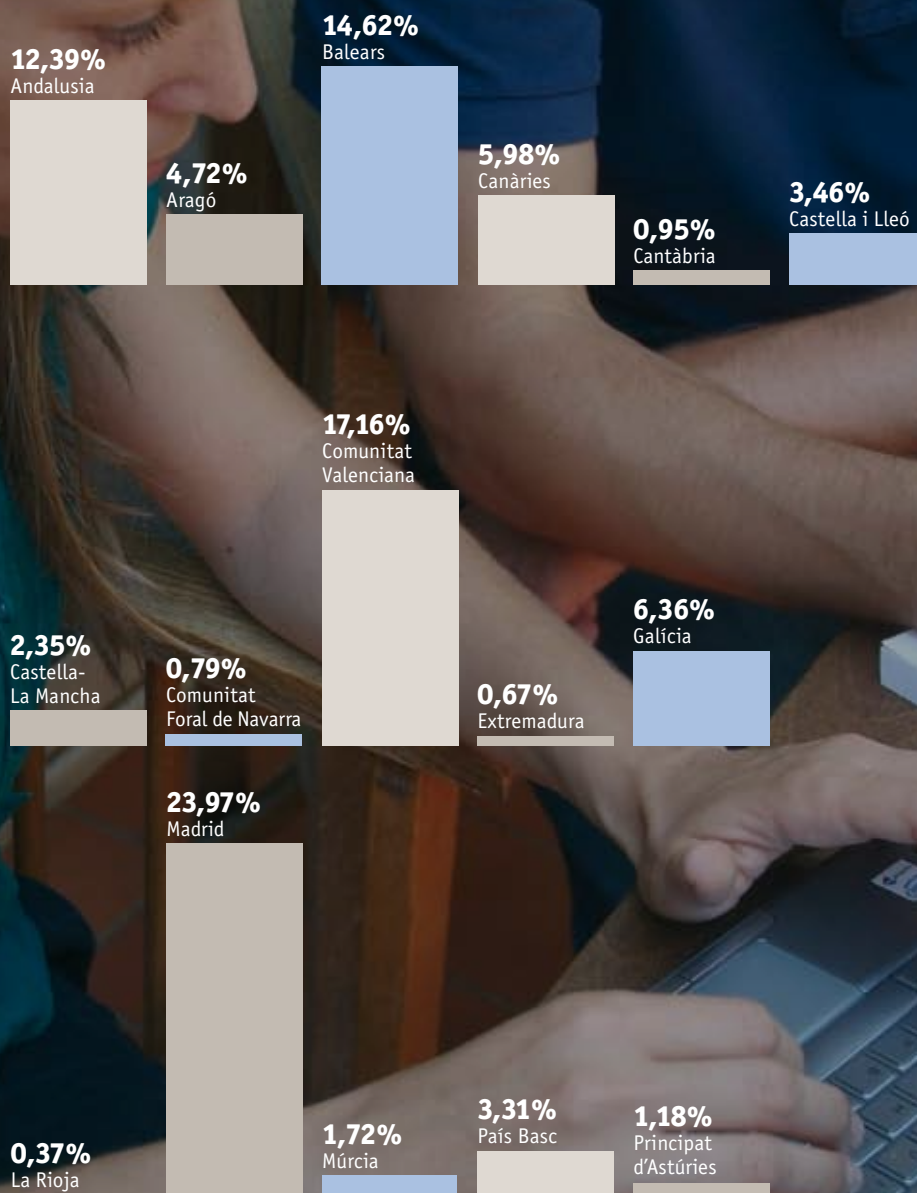 14,62%
Balears
12,39%
Andalusia
5,98%
Canàries
4,72%
Aragó
3,46%
Castella i Lleó
0,95%
Cantàbria
17,16%
Comunitat
Valenciana
6,36%
Galícia
2,35%
Castella-
La Mancha
0,79%
Comunitat
Foral de Navarra
0,67%
Extremadura
23,97%
Madrid
3,31%
País Basc
1,18%
Principat
d'Astúries
1,72%
Múrcia
0,37%
La Rioja